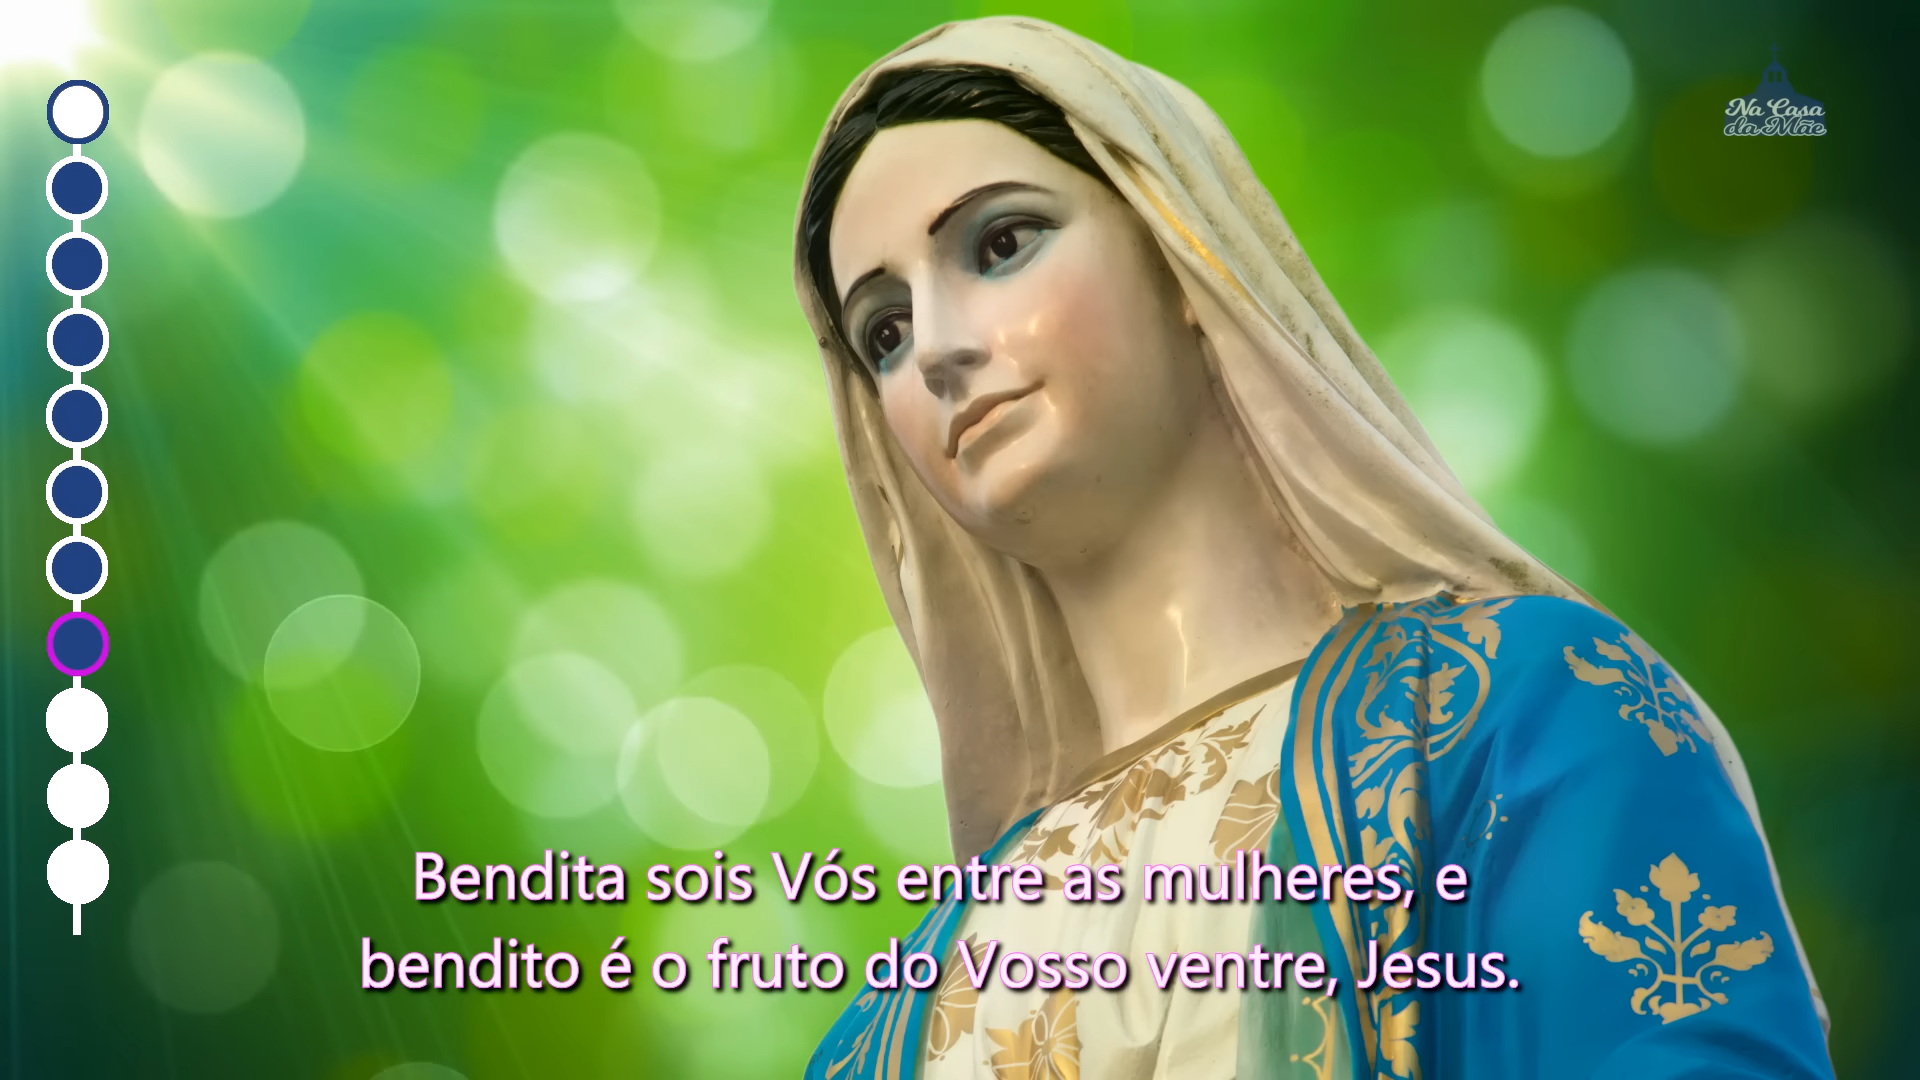 Na Casa
da Mãe
Bendita sois Vós entre as mulheres, e
bendito é o fruto do Vosso ventre, Jesus.